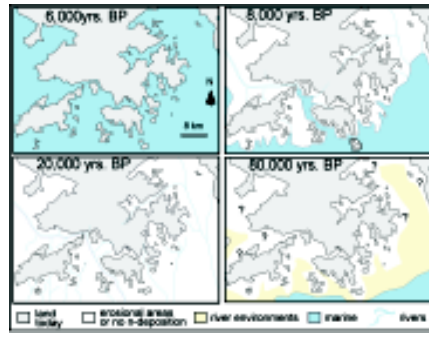 6,000yrs. BP
8,000 yrs. BP
N
km
20,000 yrs. BP
80,000 yrs. BP
?
?
?
?
?
land today
erosional areas or no n-deposition
river environments
marine
rivers